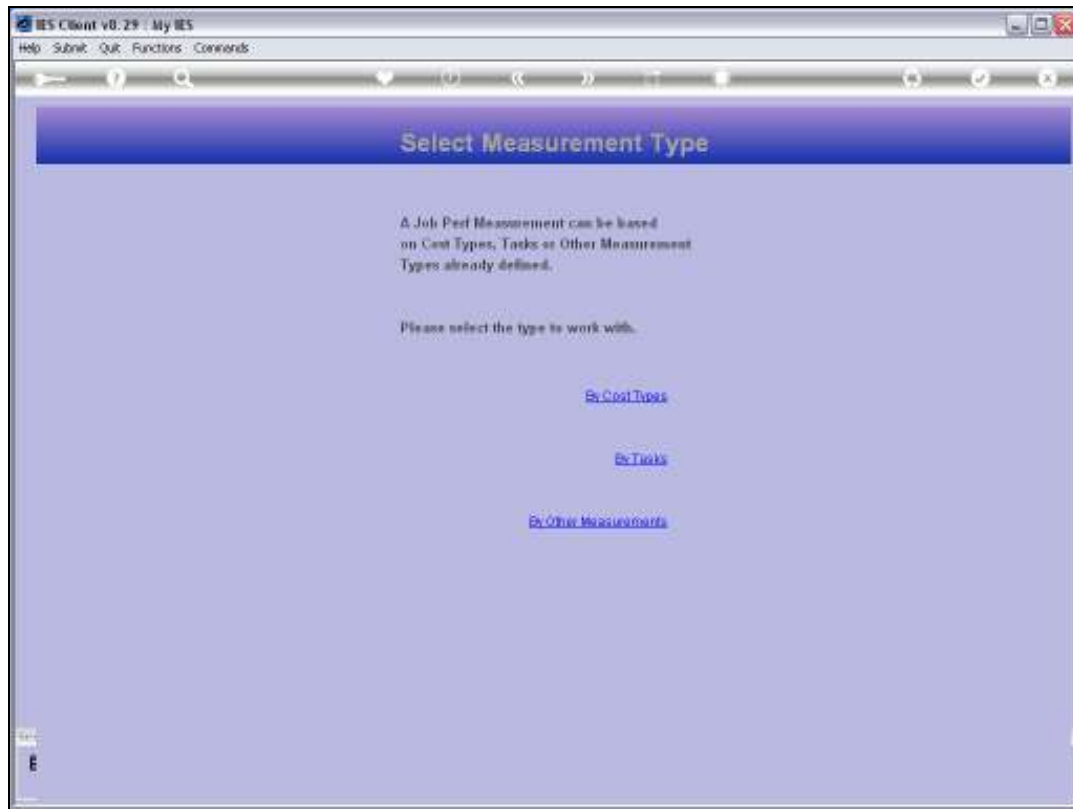 IES Client v8.29 : My IES
Help Submit Quit Functions Commands
Select Measurement Type
A Job Perf Measurement can be based
on Cost Types, Tasks or Other Measurement
Types already defined.
Please select the type to work with.
By Cost Types
By Tasks
By Other Measurements